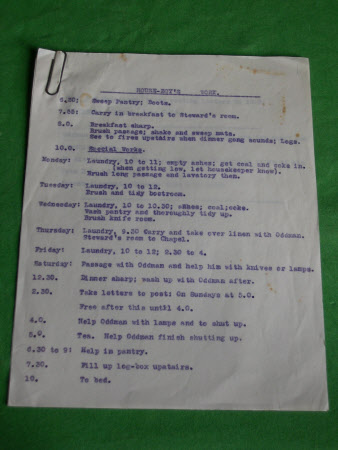 HOUSE-BOY'S WORK.
6.30: Sweep Pantry; Boots.
7.55: Carry in breakfast to Steward's room.
8.0. Breakfast sharp.
Brush passage; shake and sweep mats.
See to fires upstairs when dinner gong sounds; logs.
10.0. Special Works.
Monday: Laundry, 10 to 11; empty ashes; get coal and coke in.
(when getting low, let housekeeper know).
Brush long passage and lavatory then.
Tuesday: Laundry, 10 to 12.
Brush and tidy bootroom.
Wednesday: Laundry, 10 to 10.30; ashes; coal;coke.
Wash pantry and thoroughly tidy up.
Brush knife room.
Thursday: Laundry, 9.20 Carry and take over linen with Oddman.
Steward's room to Chapel.
Friday: Laundry, 10 to 12; 2.30 to 4.
Saturday: Passage with Oddman and help him with knives or lamps.
12.30. Dinner sharp; wash up with Oddman after.
2.30. Take letters to post: On Sundays at 5.0.
Free after this until 4.0.
4.0. Help Oddman with lamps and to shut up.
5.0. Tea. Help Oddman finish shutting up.
6.30 to 9: Help in pantry.
7.30. Fill up log-box upstairs.
10. To bed.